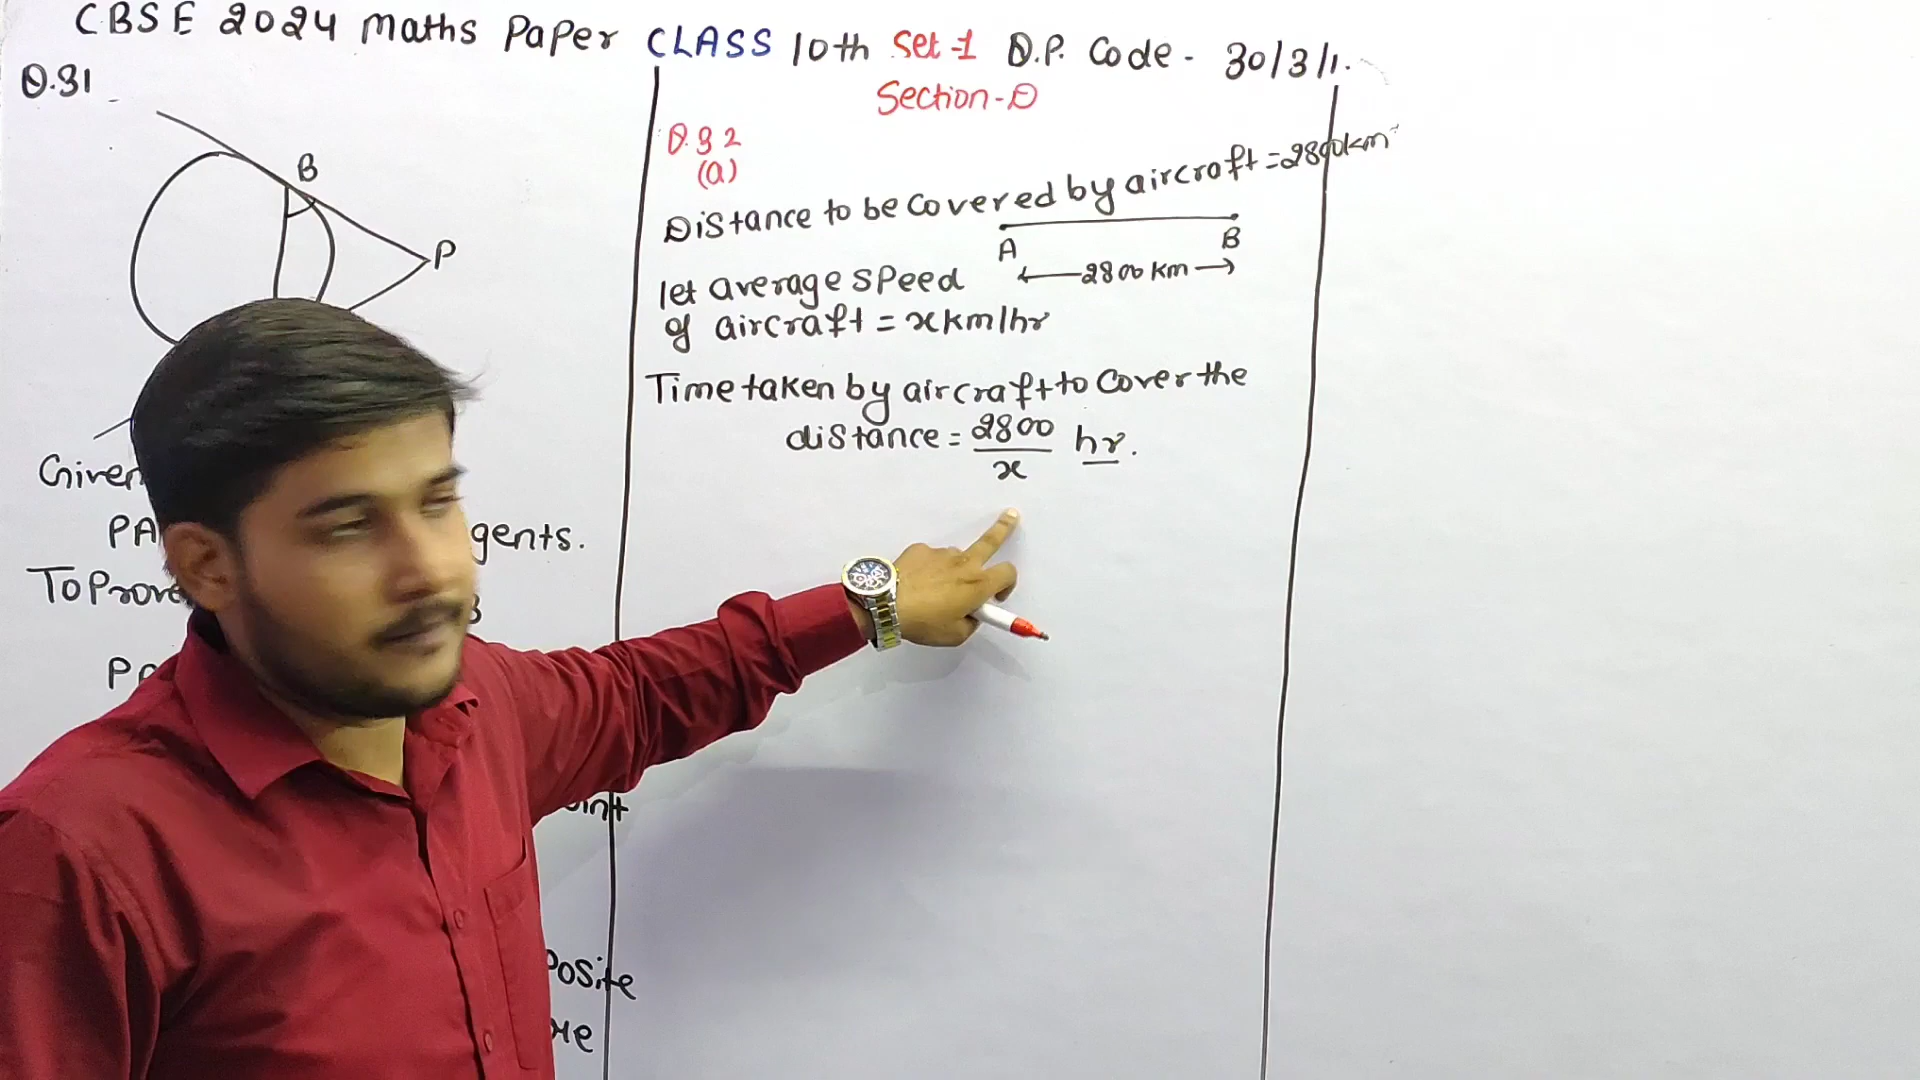 CBSE 2024 Maths Paper CLASS 10th Set-1 Q.P. Code - 30/3/1.
Section-D
Q.31
B
P
Given
PA
gents.
To Prove
oint
posite
Q.32
(a)
Distance to be covered by aircraft = 2800km
A B
2800 km
let average speed
of aircraft = x km/hr
Time taken by aircraft to cover the
distance = 2800/x hr.